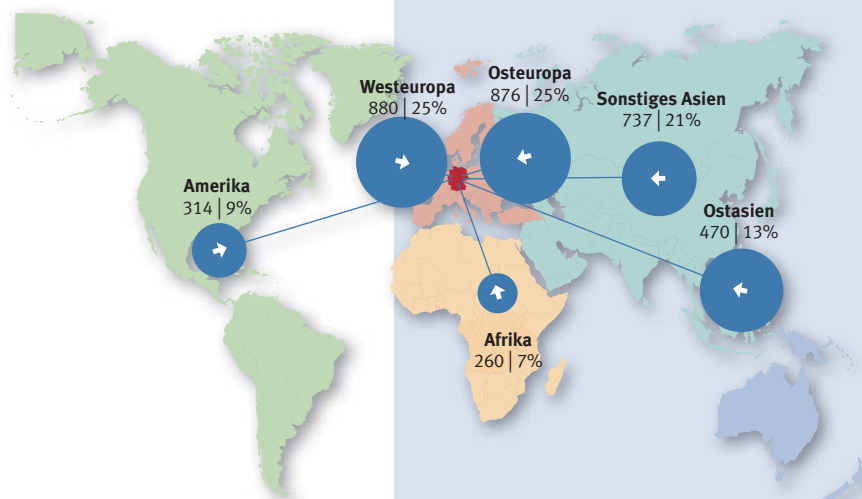 Westeuropa
880 | 25%
Osteuropa
876 | 25%
Sonstiges Asien
737 | 21%
Amerika
314 | 9%
Ostasien
470 | 13%
Afrika
260 | 7%